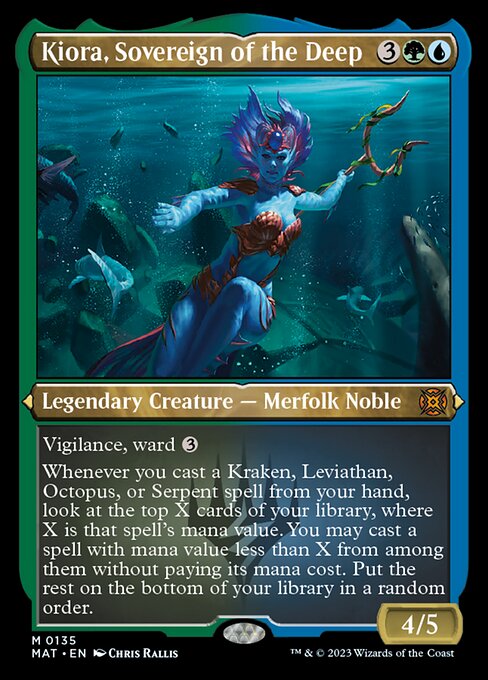 Kiora, Sovereign of the Deep 3
Legendary Creature — Merfolk Noble
Vigilance, ward 3
Whenever you cast a Kraken, Leviathan,
Octopus, or Serpent spell from your hand,
look at the top X cards of your library, where
X is that spell's mana value. You may cast a
spell with mana value less than X from among
them without paying its mana cost. Put the
rest on the bottom of your library in a random
order.
4/5
M 0135
MAT • EN Chris Rallis
™ & © 2023 Wizards of the Coast